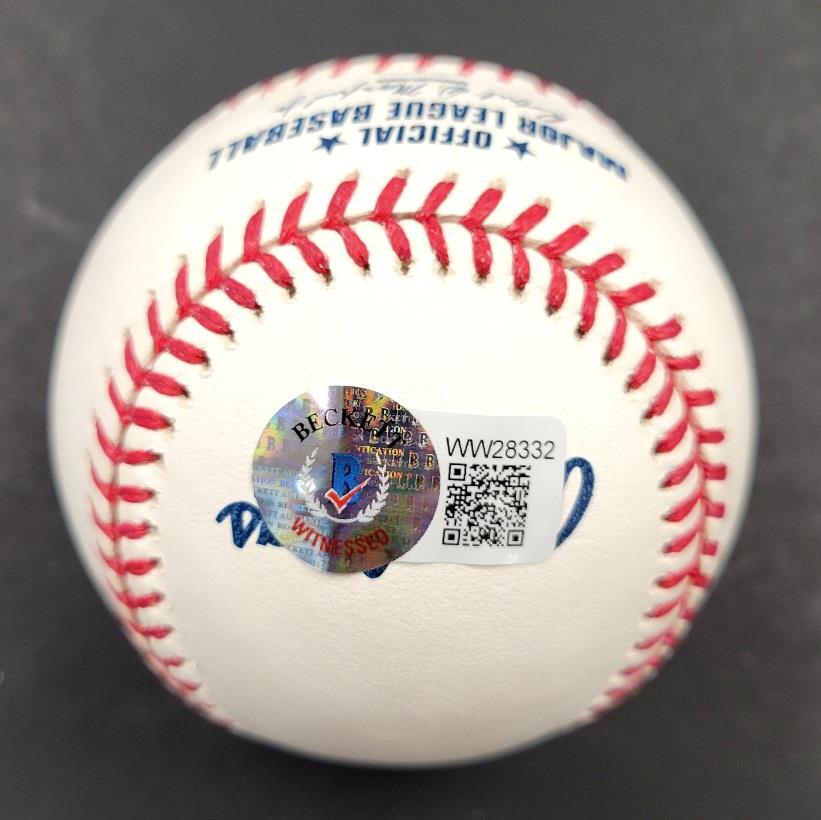 OFFICIAL
MAJOR LEAGUE BASEBALL
BECKETT
B
WITNESSED
WW28332